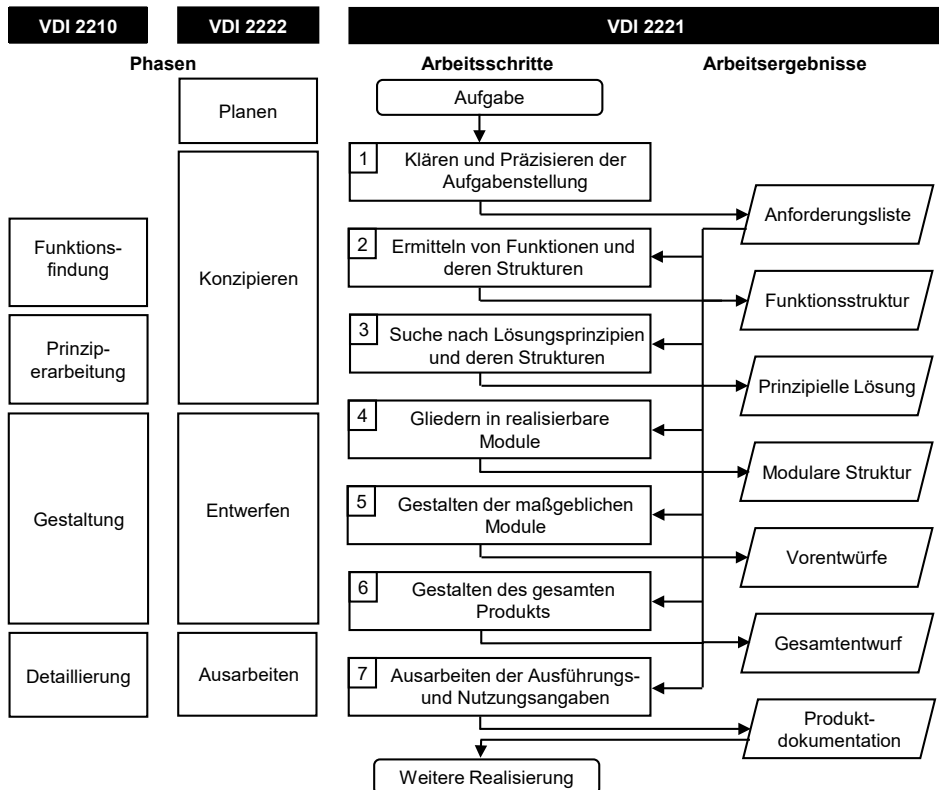 VDI 2210
VDI 2222
VDI 2221
Phasen
Arbeitsschritte
Arbeitsergebnisse
Planen
Konzipieren
Entwerfen
Ausarbeiten
Funktions-
findung
Prinzip-
erarbeitung
Gestaltung
Detaillierung
Aufgabe
1
Klären und Präzisieren der
Aufgabenstellung
Anforderungsliste
2
Ermitteln von Funktionen und
deren Strukturen
Funktionsstruktur
3
Suche nach Lösungsprinzipien
und deren Strukturen
Prinzipielle Lösung
4
Gliedern in realisierbare
Module
Modulare Struktur
5
Gestalten der maßgeblichen
Module
Vorentwürfe
6
Gestalten des gesamten
Produkts
Gesamtentwurf
7
Ausarbeiten der Ausführungs-
und Nutzungsangaben
Produkt-
dokumentation
Weitere Realisierung